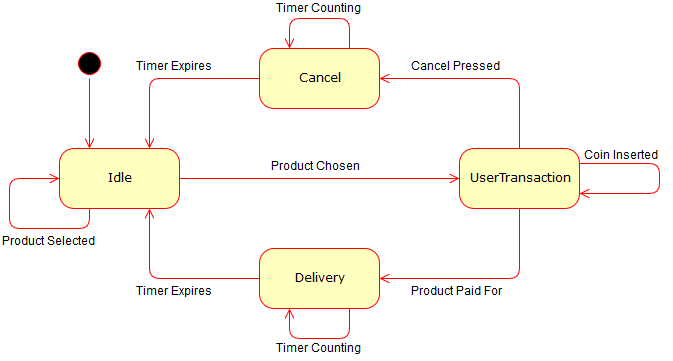 Timer Counting
Timer Expires
Cancel
Cancel Pressed
Idle
Product Chosen
UserTransaction
Coin Inserted
Product Selected
Timer Expires
Delivery
Product Paid For
Timer Counting